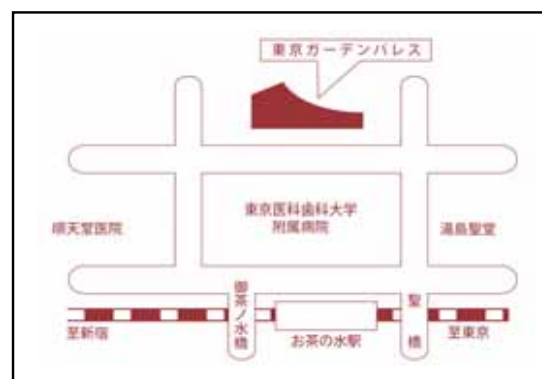 東京ガーデンパレス
東京医科歯科大学
附属病院
順天堂医院
湯島聖堂
御茶ノ水橋
聖橋
至新宿
お茶の水駅
至東京